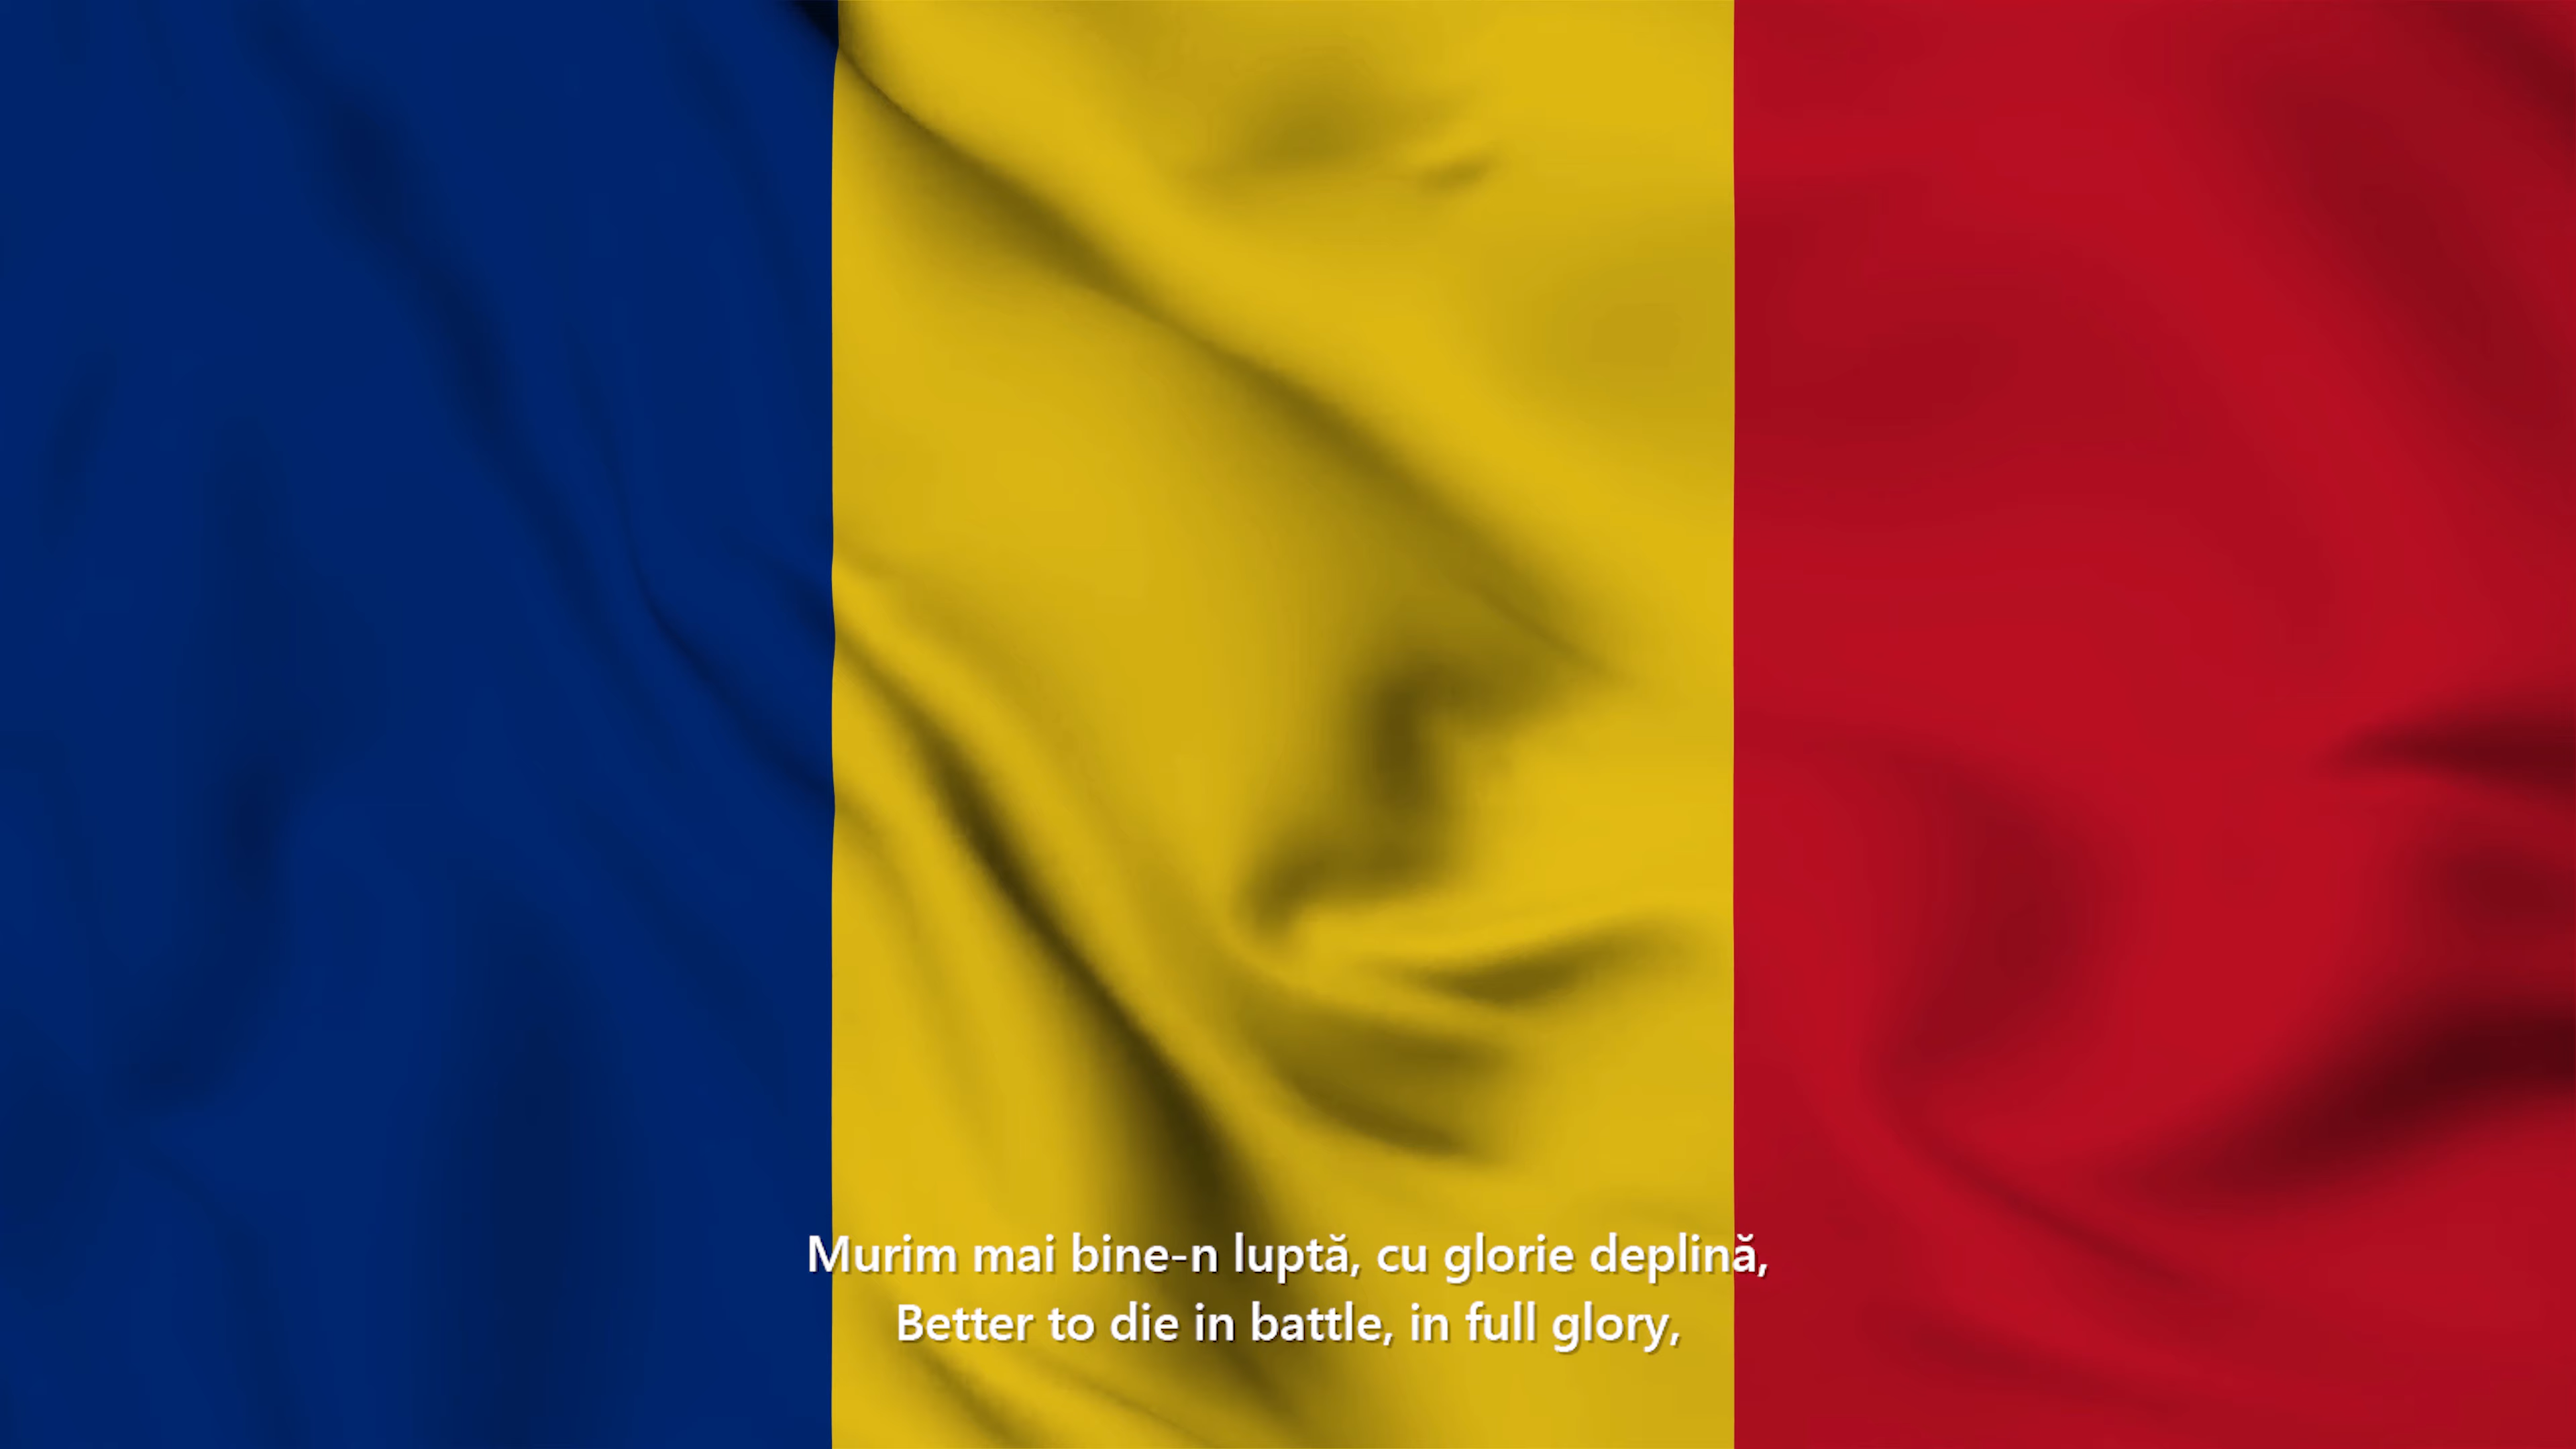 Murim mai bine-n luptă, cu glorie deplină,
Better to die in battle, in full glory,